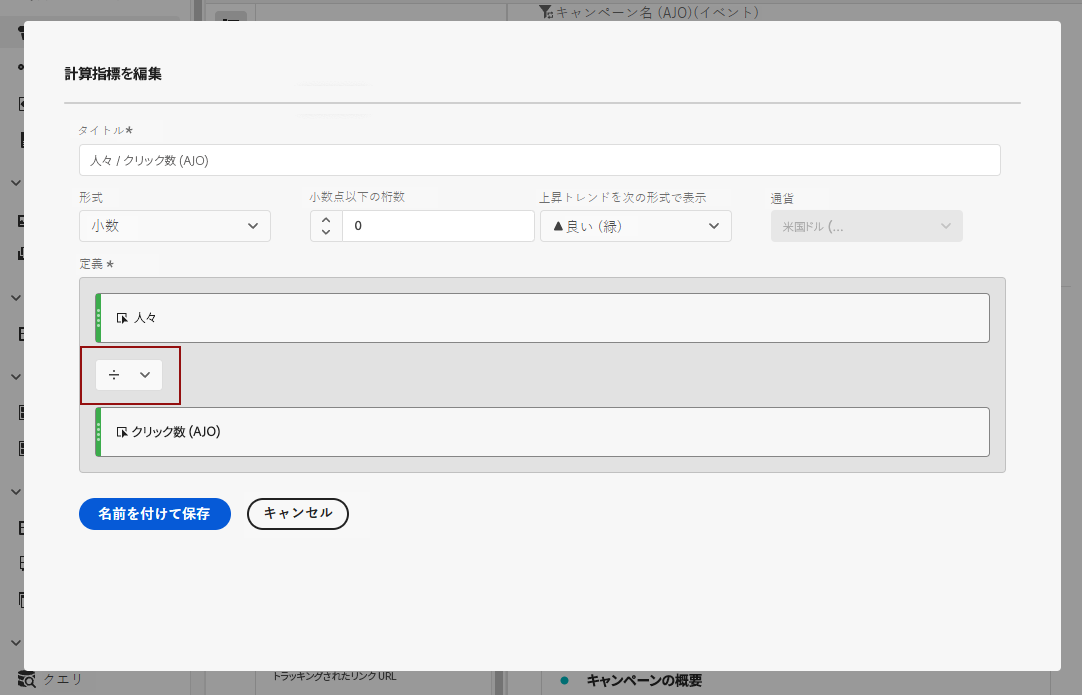 キャンペーン名 (AJO)(イベント)
計算指標を編集
タイトル*
人々 / クリック数 (AJO)
形式
小数点以下の桁数
上昇トレンドを次の形式で表示
通貨
小数
0
▲良い (緑)
米国ドル (...
定義 *
人々
÷
クリック数 (AJO)
名前を付けて保存
キャンセル
クエリ
トラッキングされたリンク URL
キャンペーンの概要